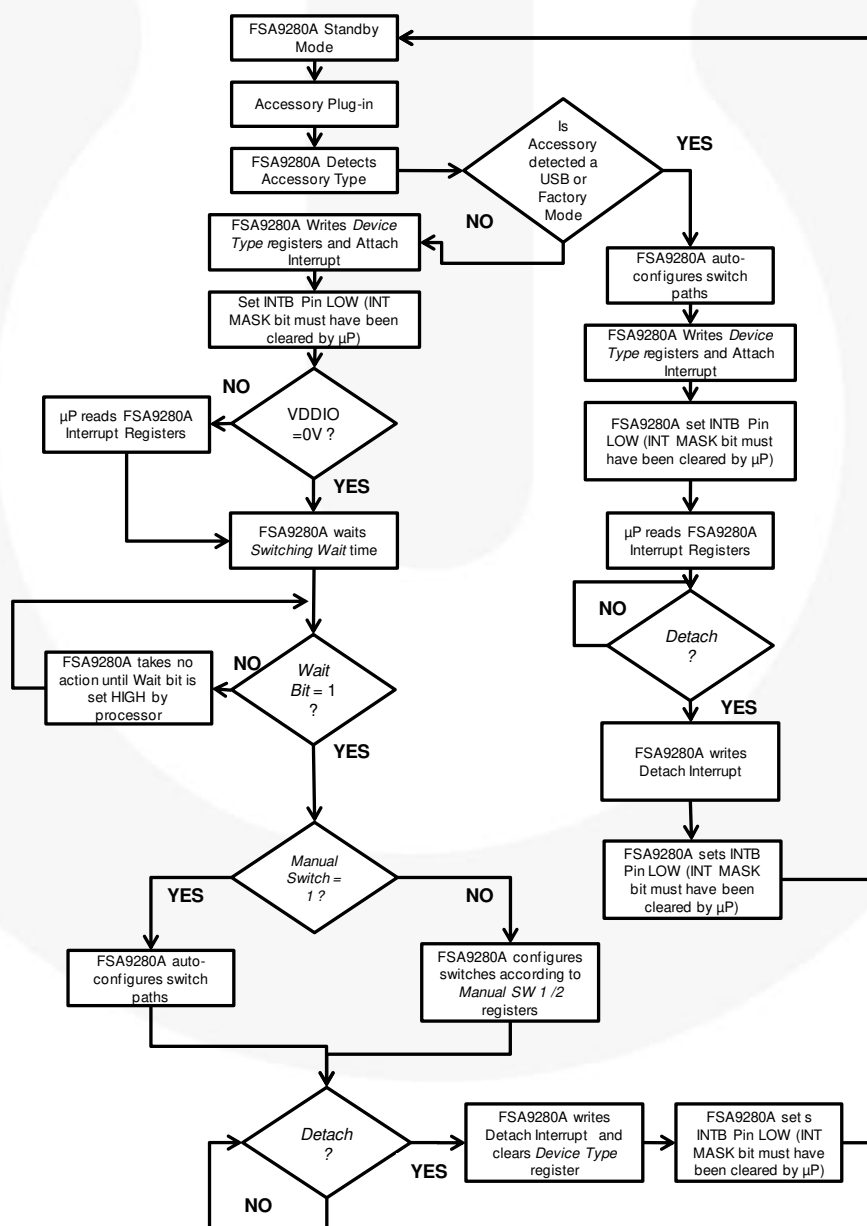 FSA9280A Standby
Mode
Accessory Plug-in
FSA9280A Detects
Accessory Type
Is
Accessory
detected a
USB or
Factory
Mode
YES
NO
FSA9280A Writes Device
Type registers and Attach
Interrupt
Set INTB Pin LOW (INT
MASK bit must have been
cleared by µP)
NO
VDDIO
=0V ?
µP reads FSA9280A
Interrupt Registers
YES
FSA9280A waits
Switching Wait time
NO
Wait
Bit = 1
?
FSA9280A takes no
action until Wait bit is
set HIGH by
processor
YES
Manual
Switch =
1 ?
YES
NO
FSA9280A auto-
configures switch
paths
FSA9280A configures
switches according to
Manual SW 1 /2
registers
FSA9280A auto-
configures switch
paths
FSA9280A Writes Device
Type registers and Attach
Interrupt
FSA9280A set INTB Pin
LOW (INT MASK bit must
have been cleared by µP)
µP reads FSA9280A
Interrupt Registers
NO
Detach
?
YES
FSA9280A writes
Detach Interrupt
FSA9280A sets INTB
Pin LOW (INT MASK
bit must have been
cleared by µP)
Detach
?
YES
NO
FSA9280A writes
Detach Interrupt and
clears Device Type
register
FSA9280A set s
INTB Pin LOW (INT
MASK bit must have
been cleared by µP)